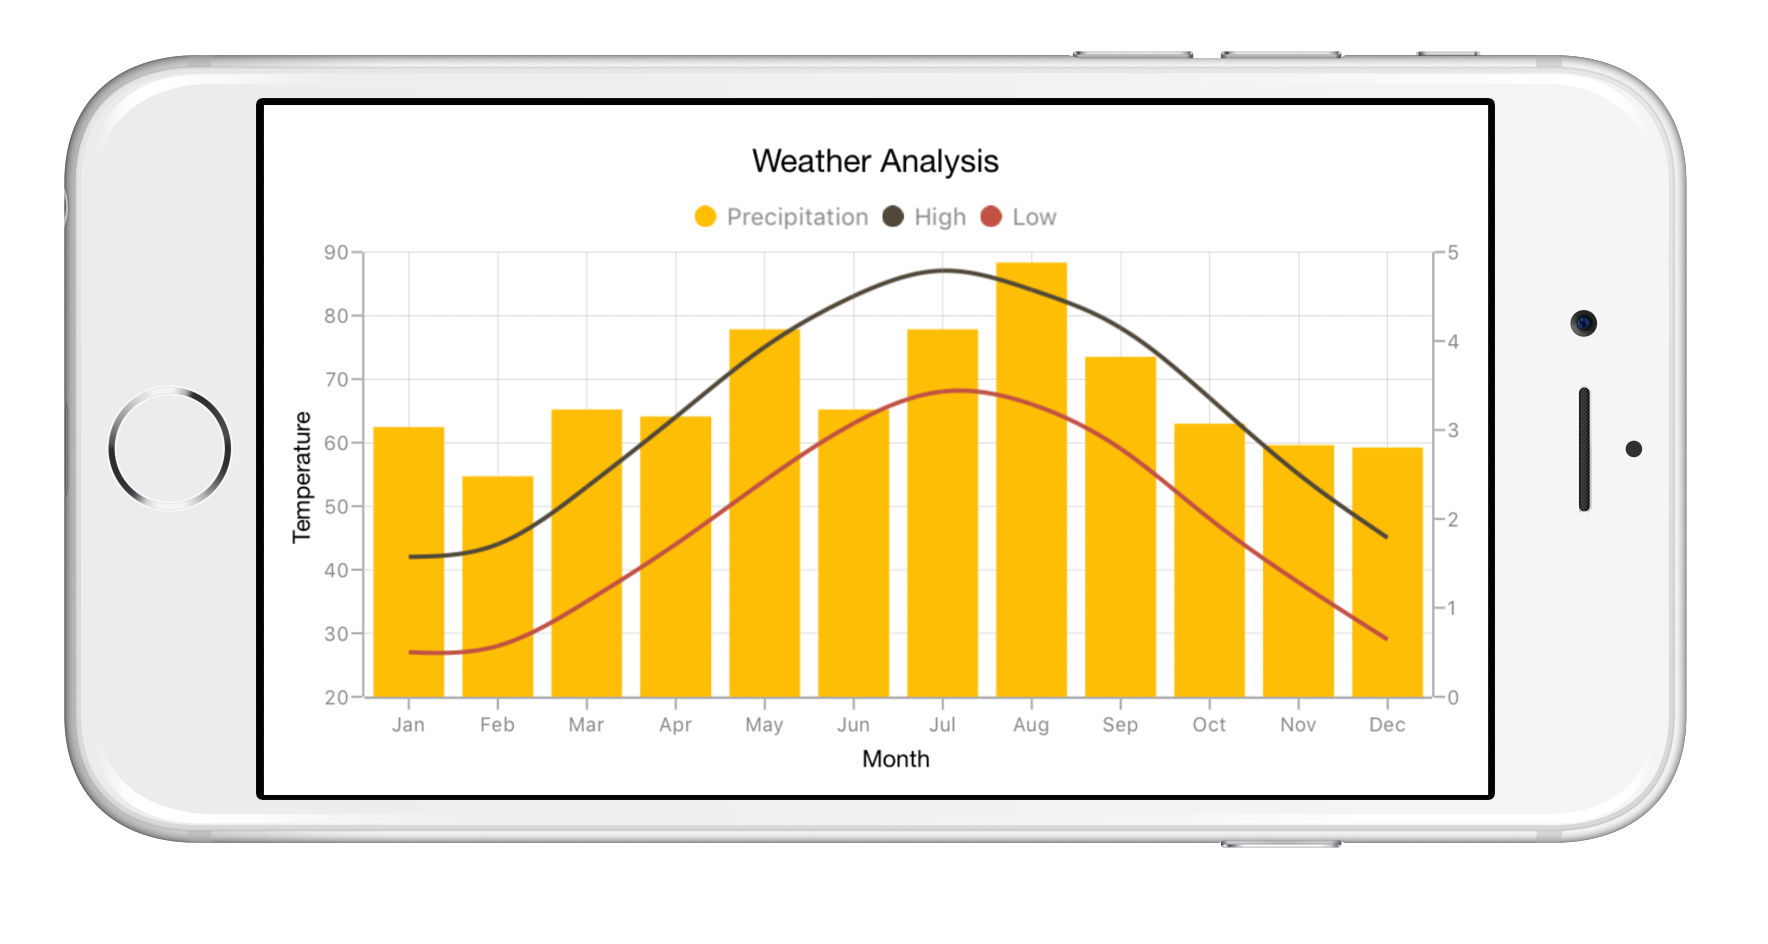 Weather Analysis
Precipitation High Low
90 5
80
4
70
60 3
50
2
40
1
30
20 0
Temperature
Jan Feb Mar Apr May Jun Jul Aug Sep Oct Nov Dec
Month